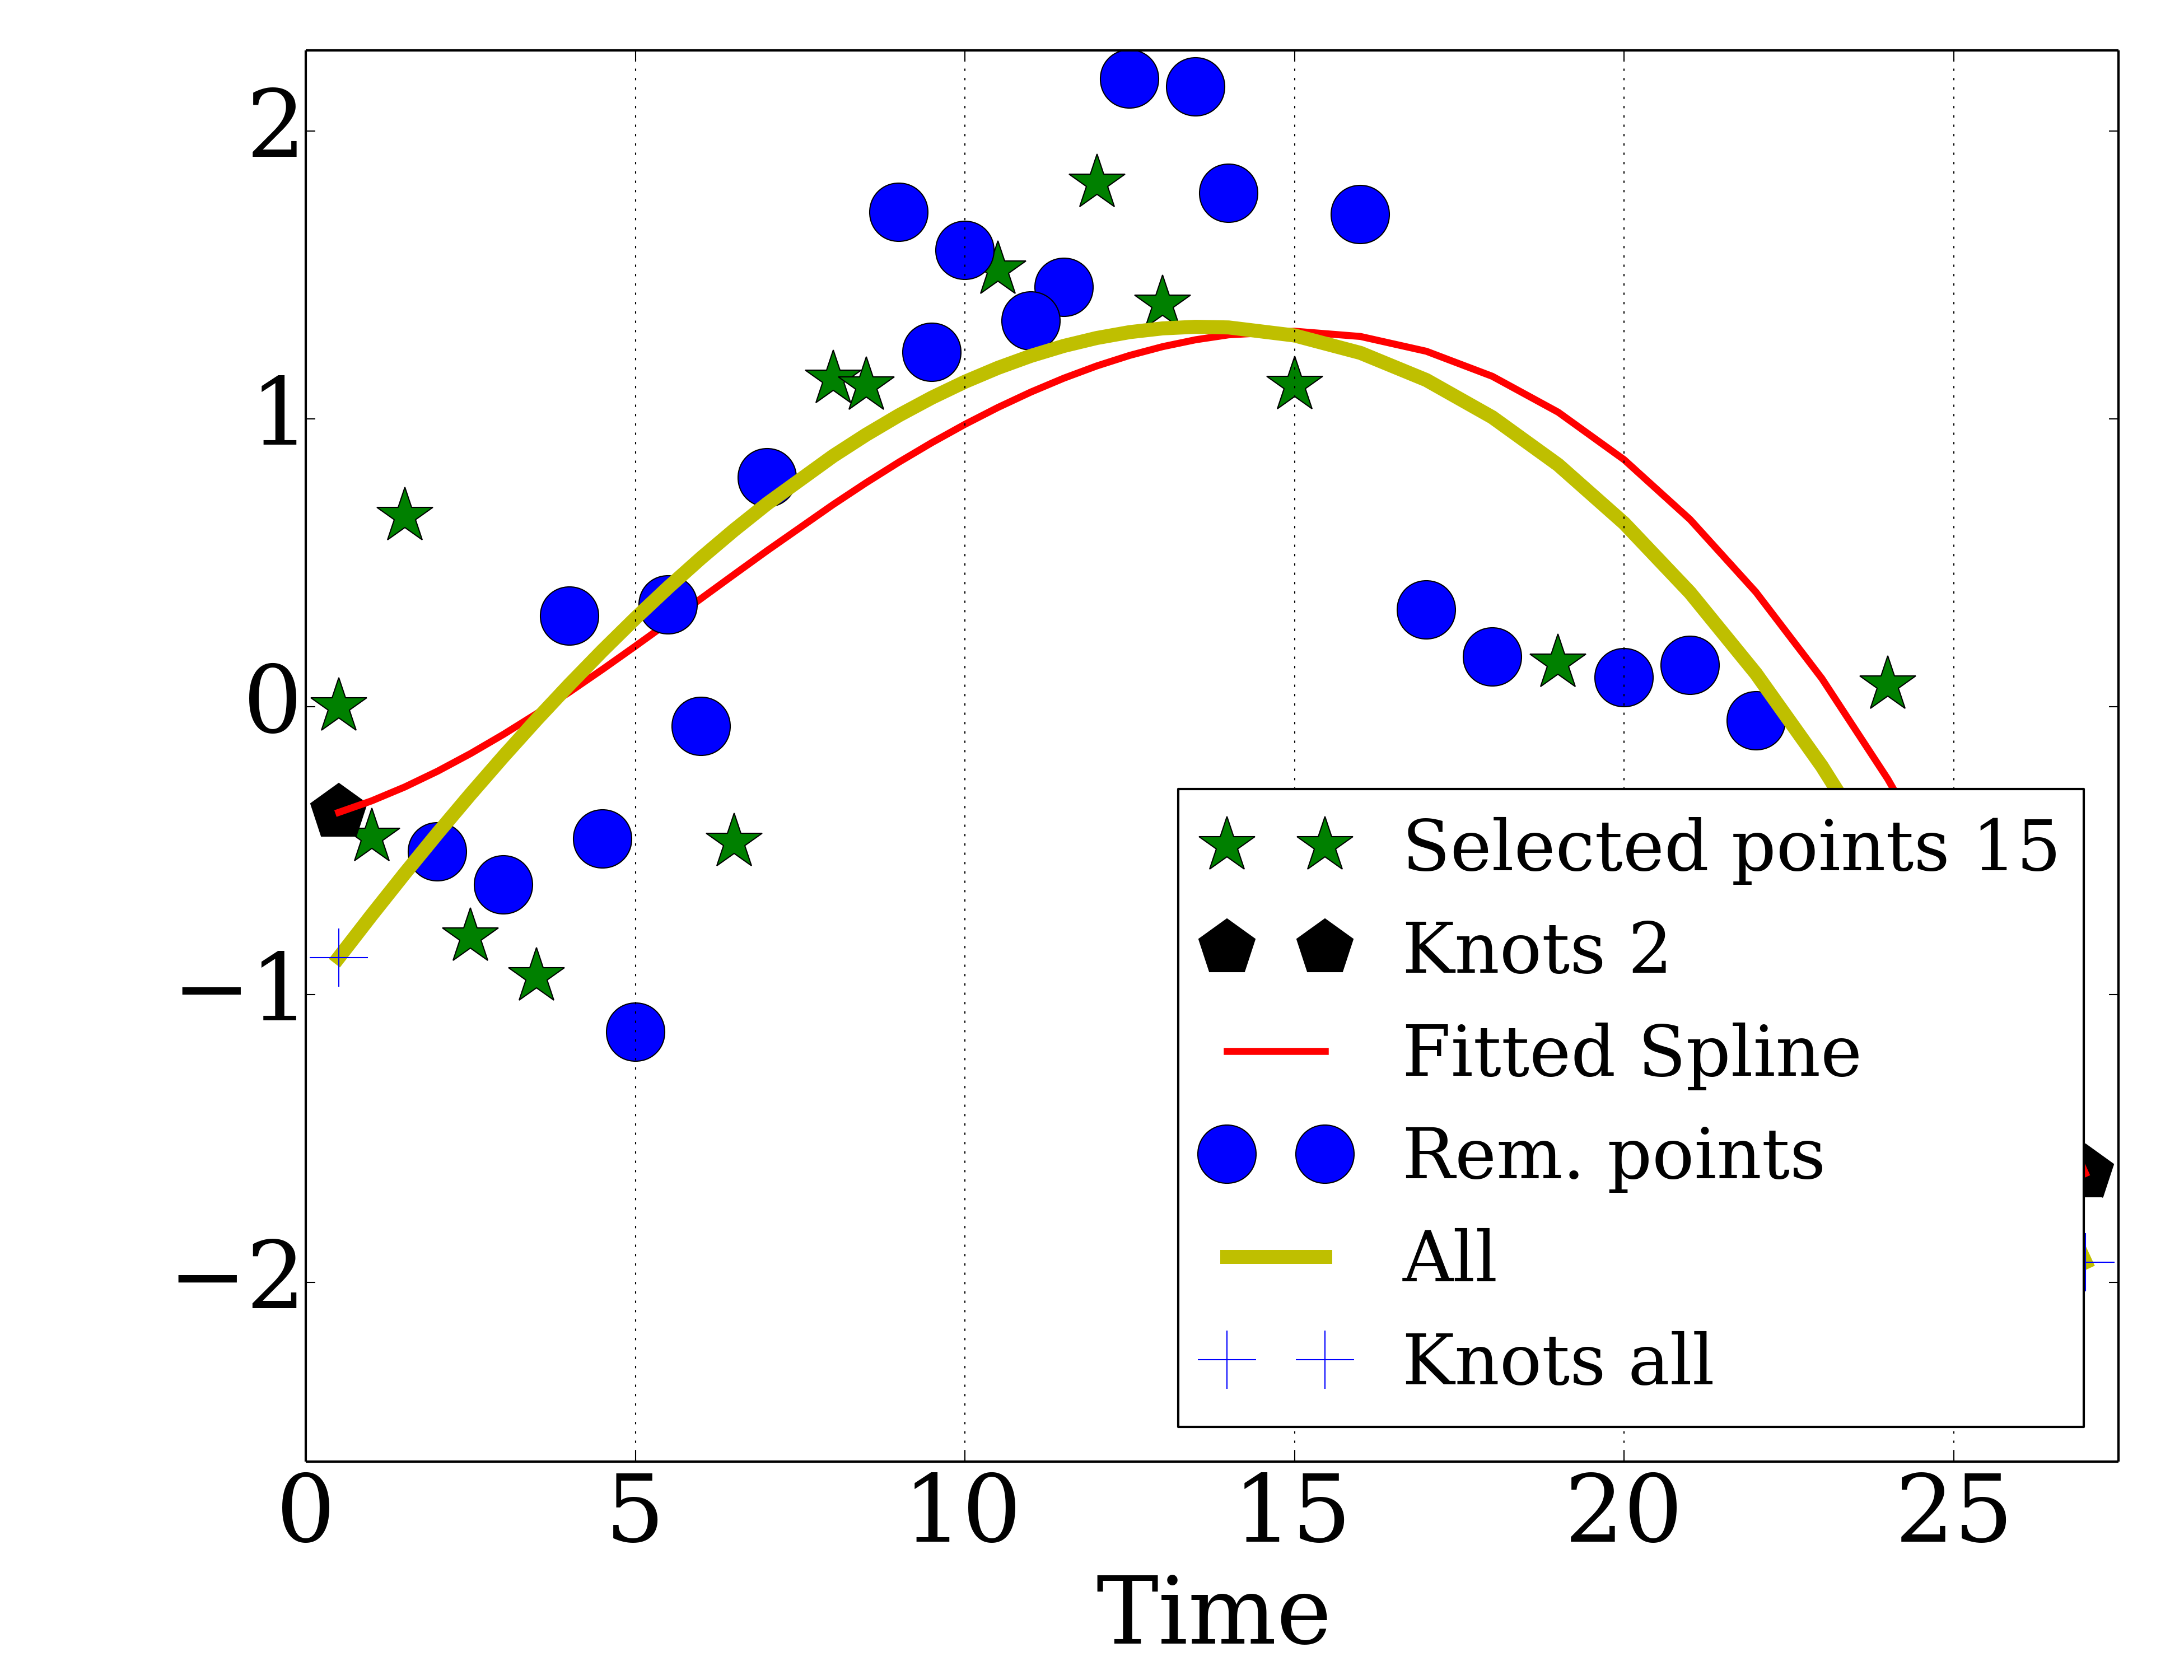 2
1
0
−1
−2
Selected points 15
Knots 2
Fitted Spline
Rem. points
All
Knots all
0 5 10 15 20 25
Time